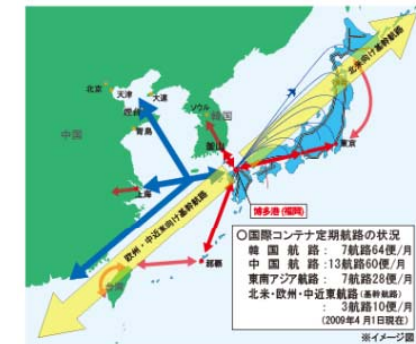 北米向け基幹航路
北京
天津
大連
ソウル
韓国
青島
釜山
中国
東京
上海
博多港(福岡)
欧州・中近東向け基幹航路
那覇
台湾
〇国際コンテナ定期航路の状況
韓国航路: 7航路64便/月
中国航路:13航路60便/月
東南アジア航路: 7航路28便/月
北米・欧州・中近東航路(基幹航路)
: 3航路10便/月
(2009年4月1日現在)
※イメージ図